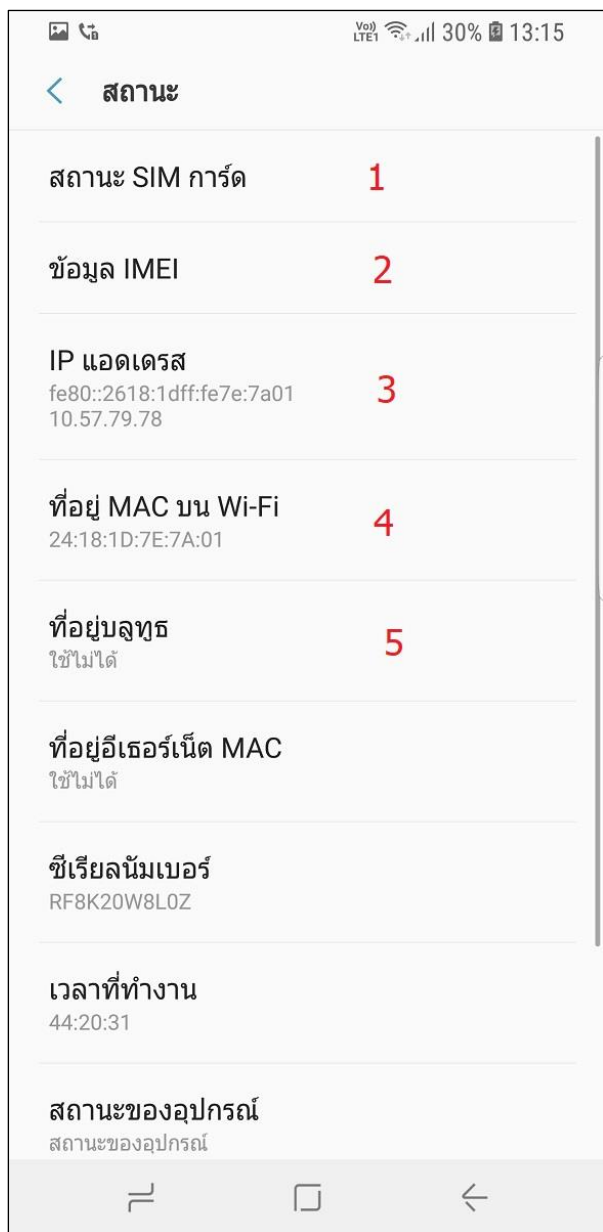 Vo)) LTE1 30% 13:15
สถานะ
สถานะ SIM การ์ด 1
ข้อมูล IMEI 2
IP แอดเดรส
fe80::2618:1dff:fe7e:7a01 3
10.57.79.78
ที่อยู่ MAC บน Wi-Fi 4
24:18:1D:7E:7A:01
ที่อยู่บลูทูธ 5
ใช้ไม่ได้
ที่อยู่อีเธอร์เน็ต MAC
ใช้ไม่ได้
ซีเรียลนัมเบอร์
RF8K20W8L0Z
เวลาที่ทำงาน
44:20:31
สถานะของอุปกรณ์
สถานะของอุปกรณ์